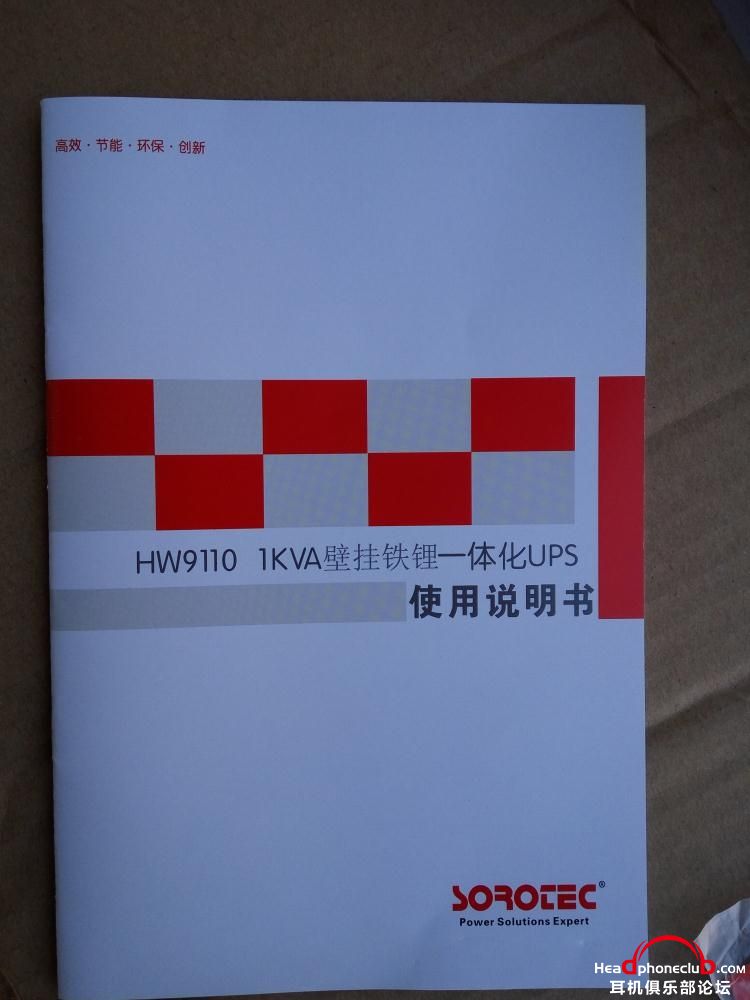 高效·节能·环保·创新
HW9110 1KVA壁挂铁锂一体化UPS
使用说明书
SOROTEC®
Power Solutions Expert
HeadphonecluD.com
耳机俱乐部论坛